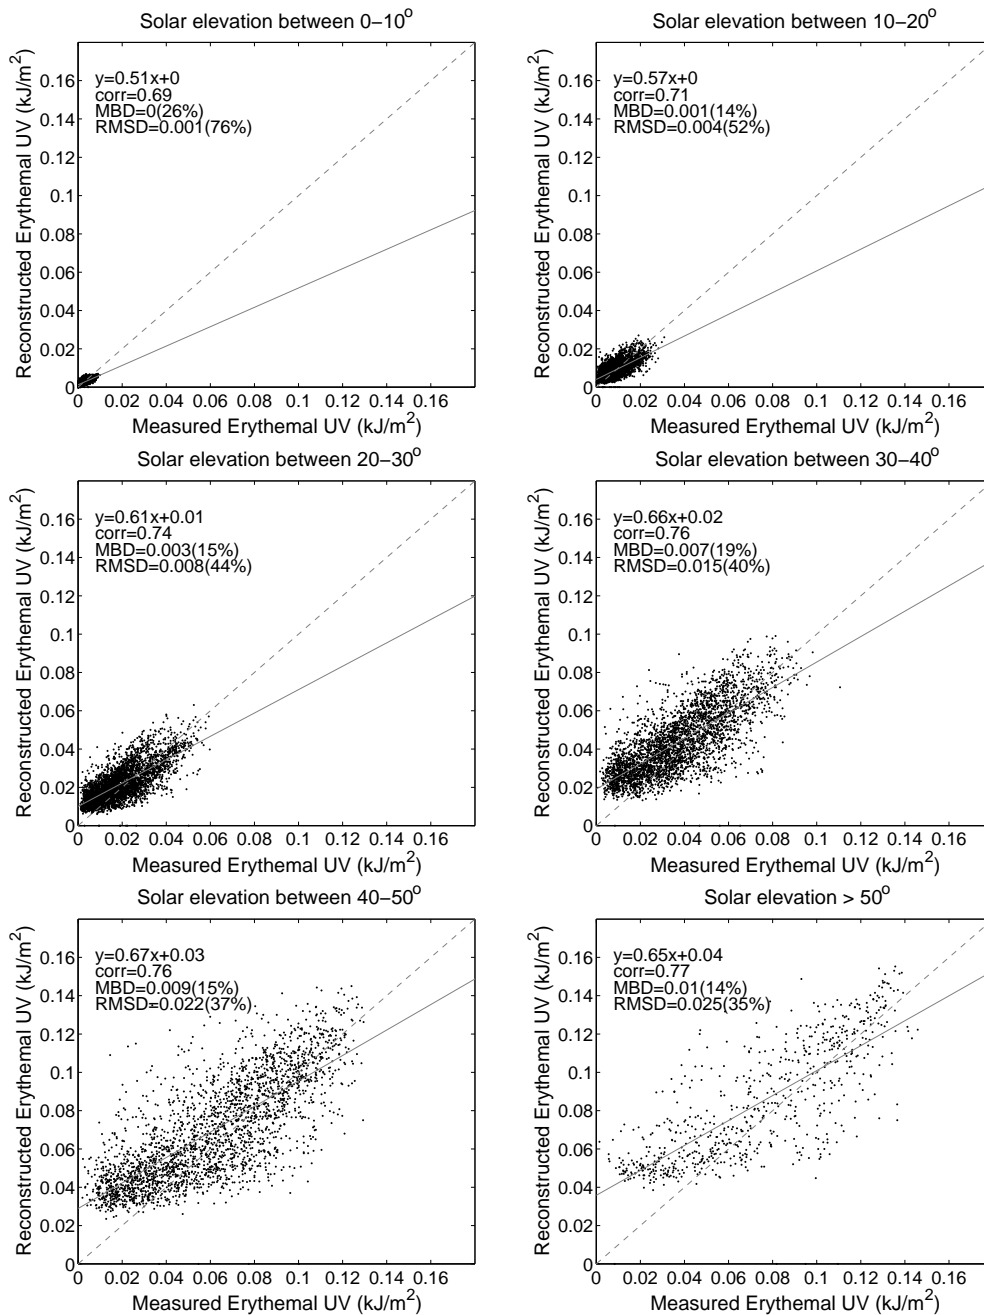 Solar elevation between 0−10o
y=0.51x+0
corr=0.69
MBD=0(26%)
RMSD=0.001(76%)
Reconstructed Erythemal UV (kJ/m2)
0.16
0.14
0.12
0.1
0.08
0.06
0.04
0.02
0
0 0.02 0.04 0.06 0.08 0.1 0.12 0.14 0.16
Measured Erythemal UV (kJ/m2)
Solar elevation between 10−20o
y=0.57x+0
corr=0.71
MBD=0.001(14%)
RMSD=0.004(52%)
Reconstructed Erythemal UV (kJ/m2)
0.16
0.14
0.12
0.1
0.08
0.06
0.04
0.02
0
0 0.02 0.04 0.06 0.08 0.1 0.12 0.14 0.16
Measured Erythemal UV (kJ/m2)
Solar elevation between 20−30o
y=0.61x+0.01
corr=0.74
MBD=0.003(15%)
RMSD=0.008(44%)
Reconstructed Erythemal UV (kJ/m2)
0.16
0.14
0.12
0.1
0.08
0.06
0.04
0.02
0
0 0.02 0.04 0.06 0.08 0.1 0.12 0.14 0.16
Measured Erythemal UV (kJ/m2)
Solar elevation between 30−40o
y=0.66x+0.02
corr=0.76
MBD=0.007(19%)
RMSD=0.015(40%)
Reconstructed Erythemal UV (kJ/m2)
0.16
0.14
0.12
0.1
0.08
0.06
0.04
0.02
0
0 0.02 0.04 0.06 0.08 0.1 0.12 0.14 0.16
Measured Erythemal UV (kJ/m2)
Solar elevation between 40−50o
y=0.67x+0.03
corr=0.76
MBD=0.009(15%)
RMSD=0.022(37%)
Reconstructed Erythemal UV (kJ/m2)
0.16
0.14
0.12
0.1
0.08
0.06
0.04
0.02
0
0 0.02 0.04 0.06 0.08 0.1 0.12 0.14 0.16
Measured Erythemal UV (kJ/m2)
Solar elevation > 50o
y=0.65x+0.04
corr=0.77
MBD=0.01(14%)
RMSD=0.025(35%)
Reconstructed Erythemal UV (kJ/m2)
0.16
0.14
0.12
0.1
0.08
0.06
0.04
0.02
0
0 0.02 0.04 0.06 0.08 0.1 0.12 0.14 0.16
Measured Erythemal UV (kJ/m2)